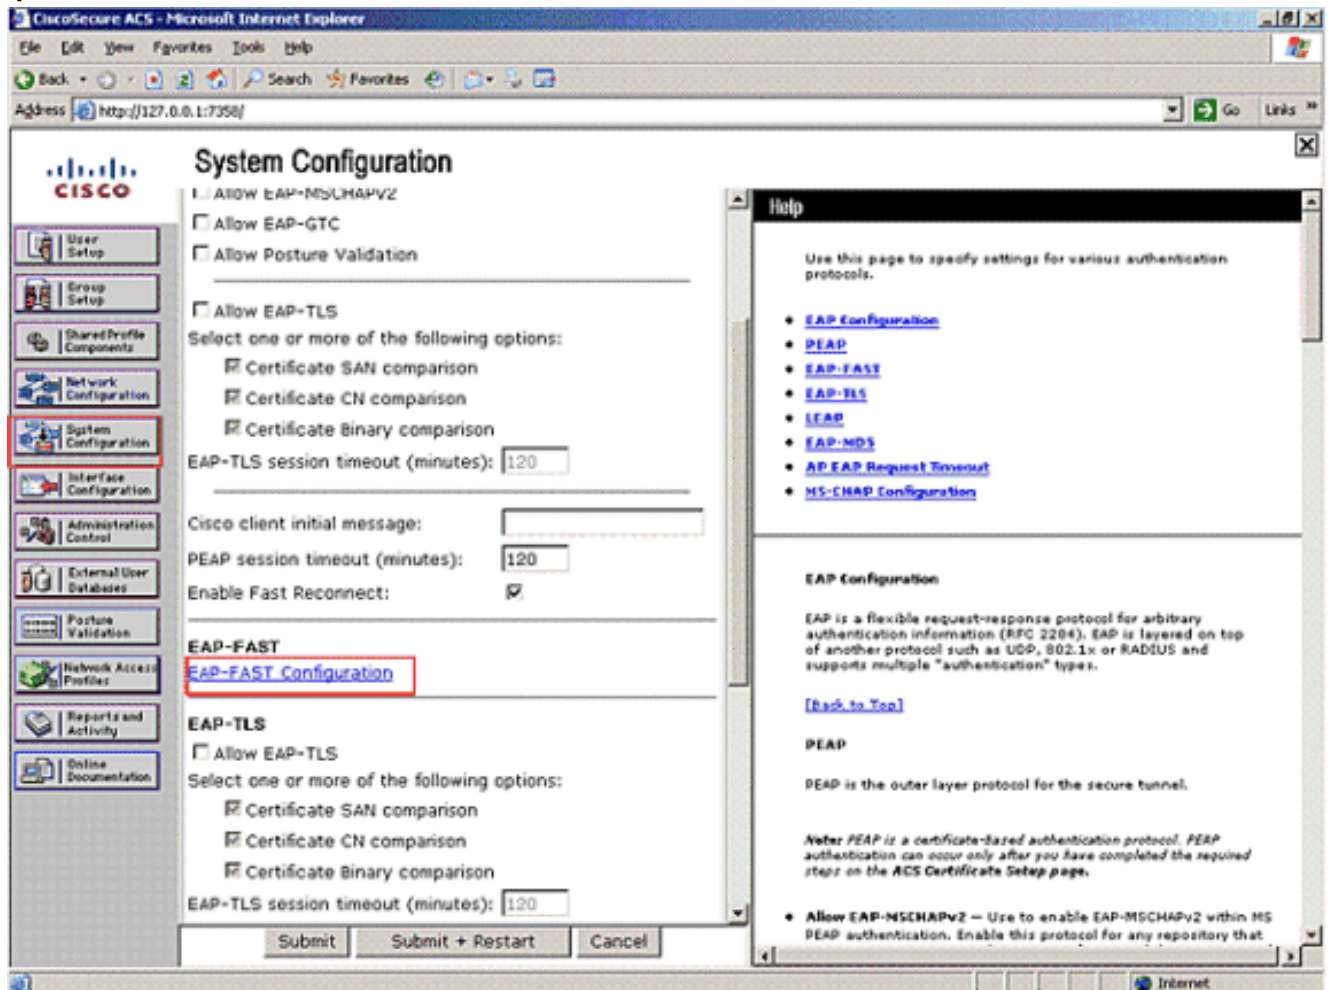 CiscoSecure ACS - Microsoft Internet Explorer
File Edit View Favorites Tools Help
Back Search Favorites
Address http://127.0.0.1:7358/ Go Links »
CISCO
System Configuration
User Setup
Group Setup
Shared Profile Components
Network Configuration
System Configuration
Interface Configuration
Administration Control
External User Databases
Posture Validation
Network Access Profiles
Reports and Activity
Online Documentation
Allow EAP-MSCHAPv2
Allow EAP-GTC
Allow Posture Validation
Allow EAP-TLS
Select one or more of the following options:
Certificate SAN comparison
Certificate CN comparison
Certificate Binary comparison
EAP-TLS session timeout (minutes): 120
Cisco client initial message:
PEAP session timeout (minutes): 120
Enable Fast Reconnect:
EAP-FAST
EAP-FAST Configuration
EAP-TLS
Allow EAP-TLS
Select one or more of the following options:
Certificate SAN comparison
Certificate CN comparison
Certificate Binary comparison
EAP-TLS session timeout (minutes): 120
Submit Submit + Restart Cancel
Help
Use this page to specify settings for various authentication
protocols.
EAP Configuration
PEAP
EAP-FAST
EAP-TLS
LEAP
EAP-MD5
AP EAP Request Timeout
MS-CHAP Configuration
EAP Configuration
EAP is a flexible request-response protocol for arbitrary
authentication information (RFC 2284). EAP is layered on top
of another protocol such as UDP, 802.1x or RADIUS and
supports multiple "authentication" types.
[Back to Top]
PEAP
PEAP is the outer layer protocol for the secure tunnel.
Note: PEAP is a certificate-based authentication protocol. PEAP
authentication can occur only after you have completed the required
steps on the ACS Certificate Setup page.
Allow EAP-MSCHAPv2 — Use to enable EAP-MSCHAPv2 within MS
PEAP authentication. Enable this protocol for any repository that
Internet